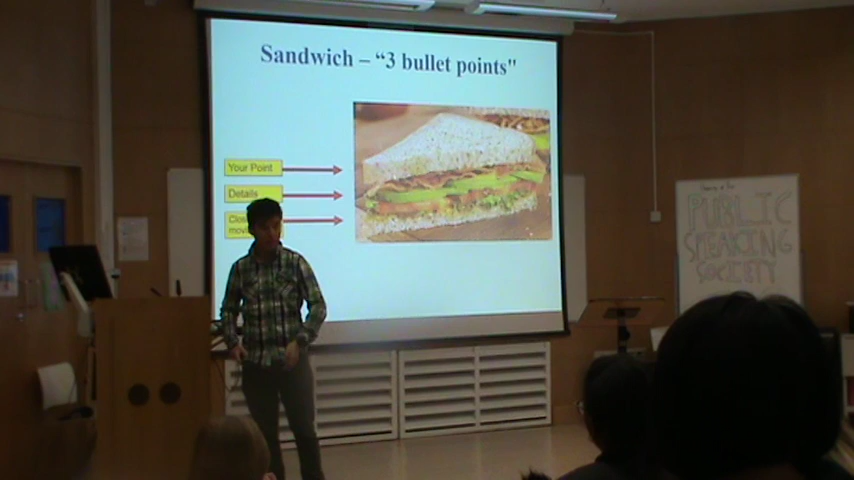 Sandwich – “3 bullet points"
Your Point
Details
PUBLIC
SPEAKING
SOCIETY